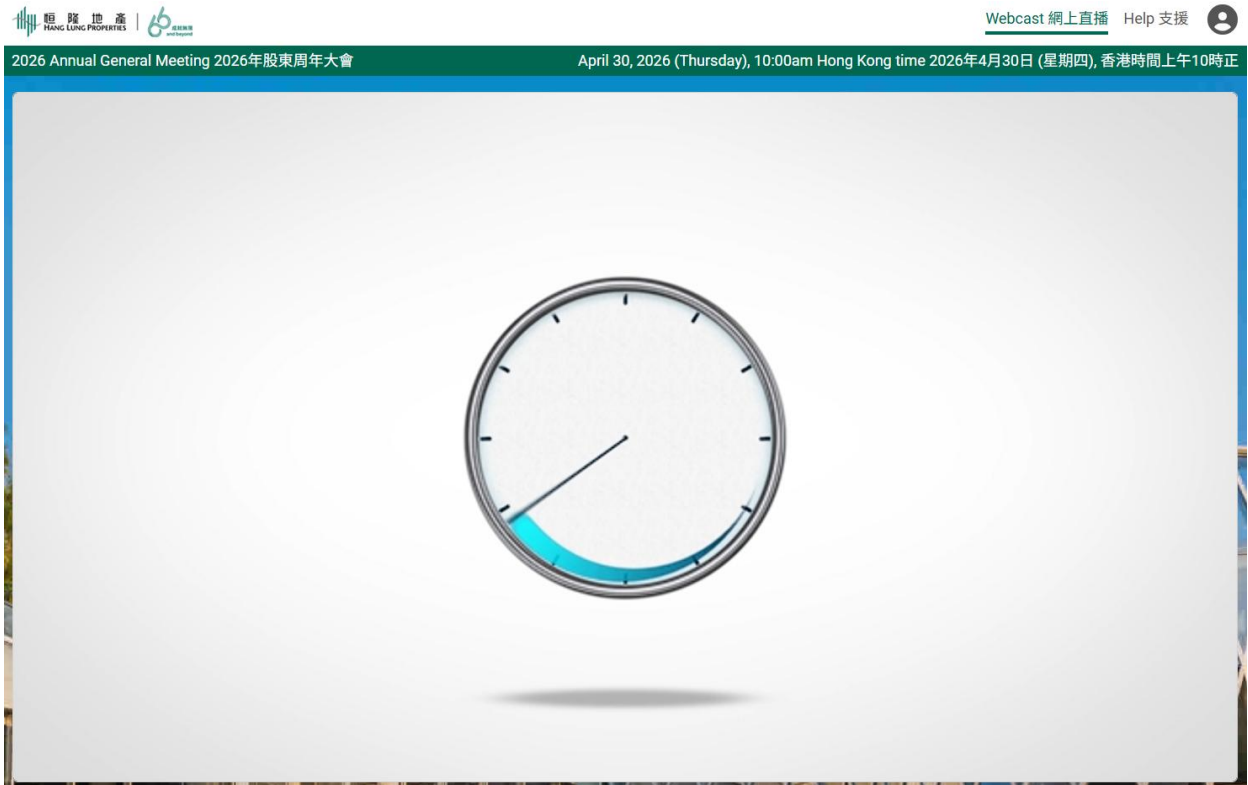 恒隆地產
HANG LUNG PROPERTIES
and beyond
Webcast 網上直播
Help 支援
2026 Annual General Meeting 2026年股東周年大會
April 30, 2026 (Thursday), 10:00am Hong Kong time 2026年4月30日 (星期四), 香港時間上午10時正